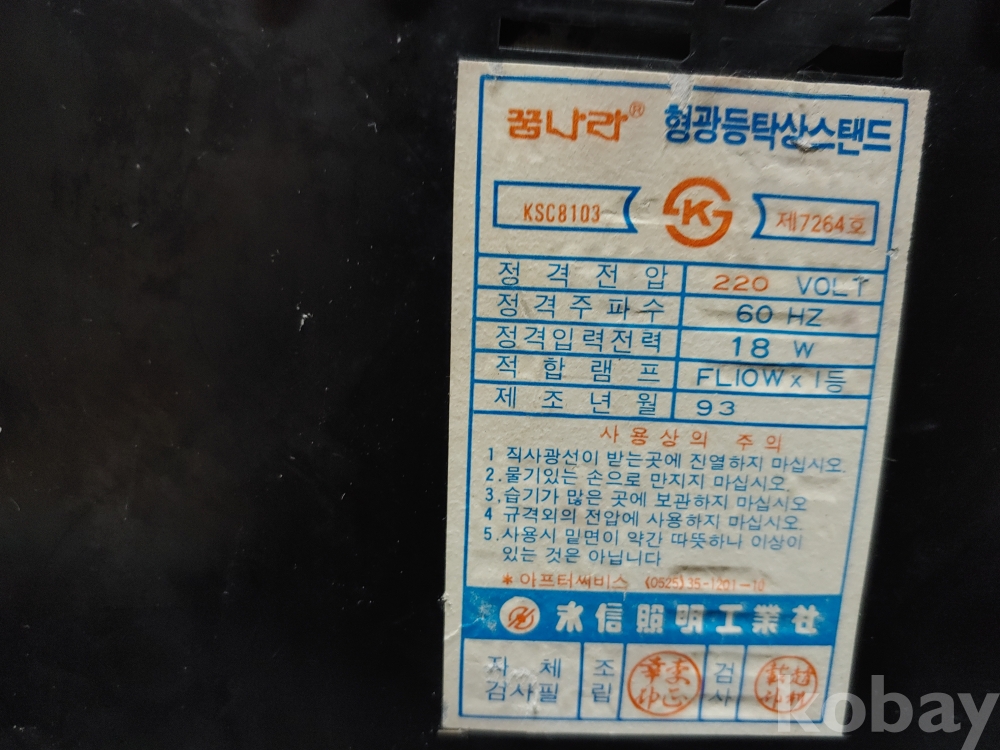 꿈나라® 형광등탁상스탠드
KSC8103 K 제7264호
정격전압 220 VOLT
정격주파수 60 HZ
정격입력전력 18 W
적합램프 FL10W x 1등
제조년월 93
사용상의 주의
1 직사광선이 받는곳에 진열하지 마십시오.
2. 물기있는 손으로 만지지 마십시오.
3, 습기가 많은 곳에 보관하지 마십시오
4 규격외의 전압에 사용하지 마십시오.
5.사용시 밑면이 약간 따뜻하나 이상이
있는 것은 아닙니다
* 아프터써비스 (0525)35-1201-10
永信照明工業社
자체 조 검
검사필 립 사
kobay